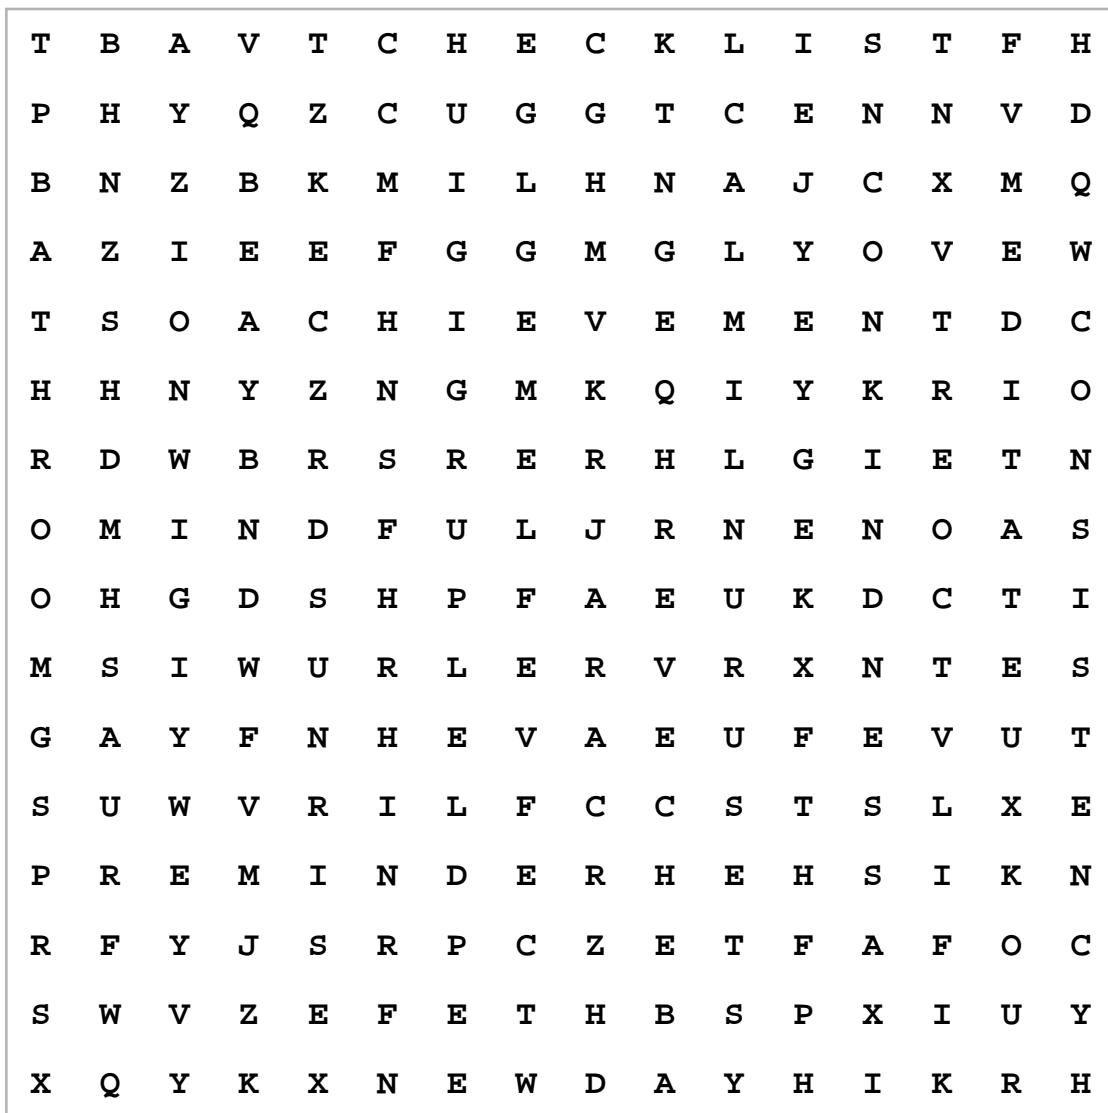 T B A V T C H E C K L I S T F H
P H Y Q Z C U G G T C E N N V D
B N Z B K M I L H N A J C X M Q
A Z I E E F G G M G L Y O V E W
T S O A C H I E V E M E N T D C
H H N Y Z N G M K Q I Y K R I O
R D W B R S R E R H L G I E T N
O M I N D F U L J R N E N O A S
O H G D S H P F A E U K D C T I
M S I W U R L E R V R X N T E S
G A Y F N H E V A E U F E V U T
S U W V R I L F C C S T S L X E
P R E M I N D E R H E H S I K N
R F Y J S R P C Z E T F A F O C
S W V Z E F E T H B S P X I U Y
X Q Y K X N E W D A Y H I K R H